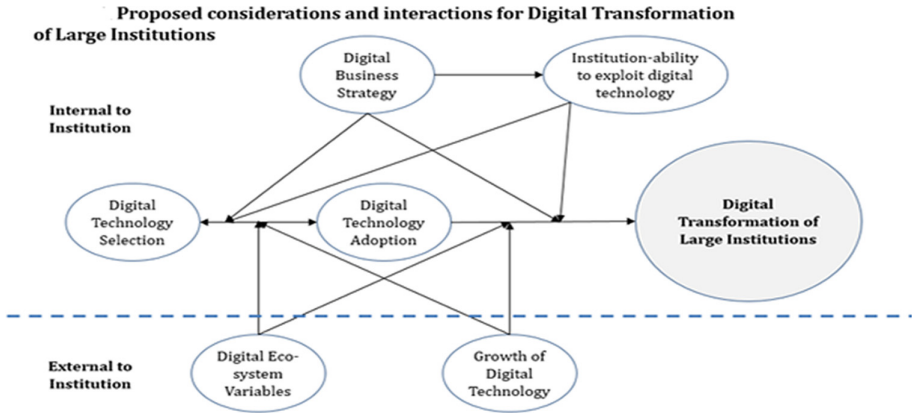 Proposed considerations and interactions for Digital Transformation
of Large Institutions
Digital
Business
Strategy
Institution-ability
to exploit digital
technology
Internal to
Institution
Digital
Technology
Selection
Digital
Technology
Adoption
Digital
Transformation of
Large Institutions
Digital Eco-
system
Variables
Growth of
Digital
Technology
External to
Institution